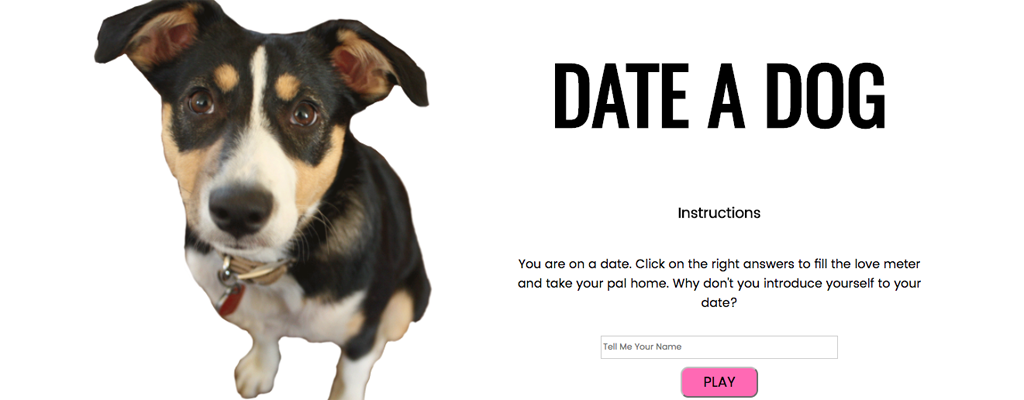 DATE A DOG
Instructions
You are on a date. Click on the right answers to fill the love meter
and take your pal home. Why don't you introduce yourself to your
date?
Tell Me Your Name
PLAY